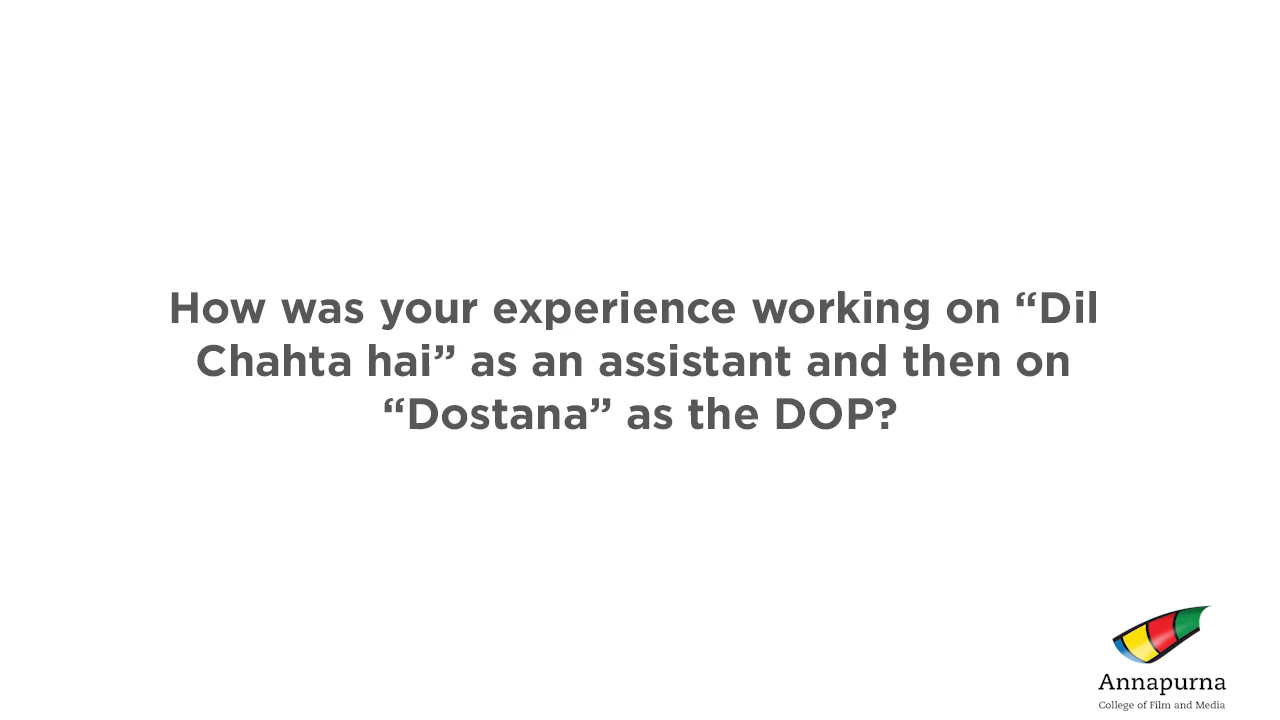 How was your experience working on “Dil
Chahta hai” as an assistant and then on
“Dostana” as the DOP?
Annapurna
College of Film and Media